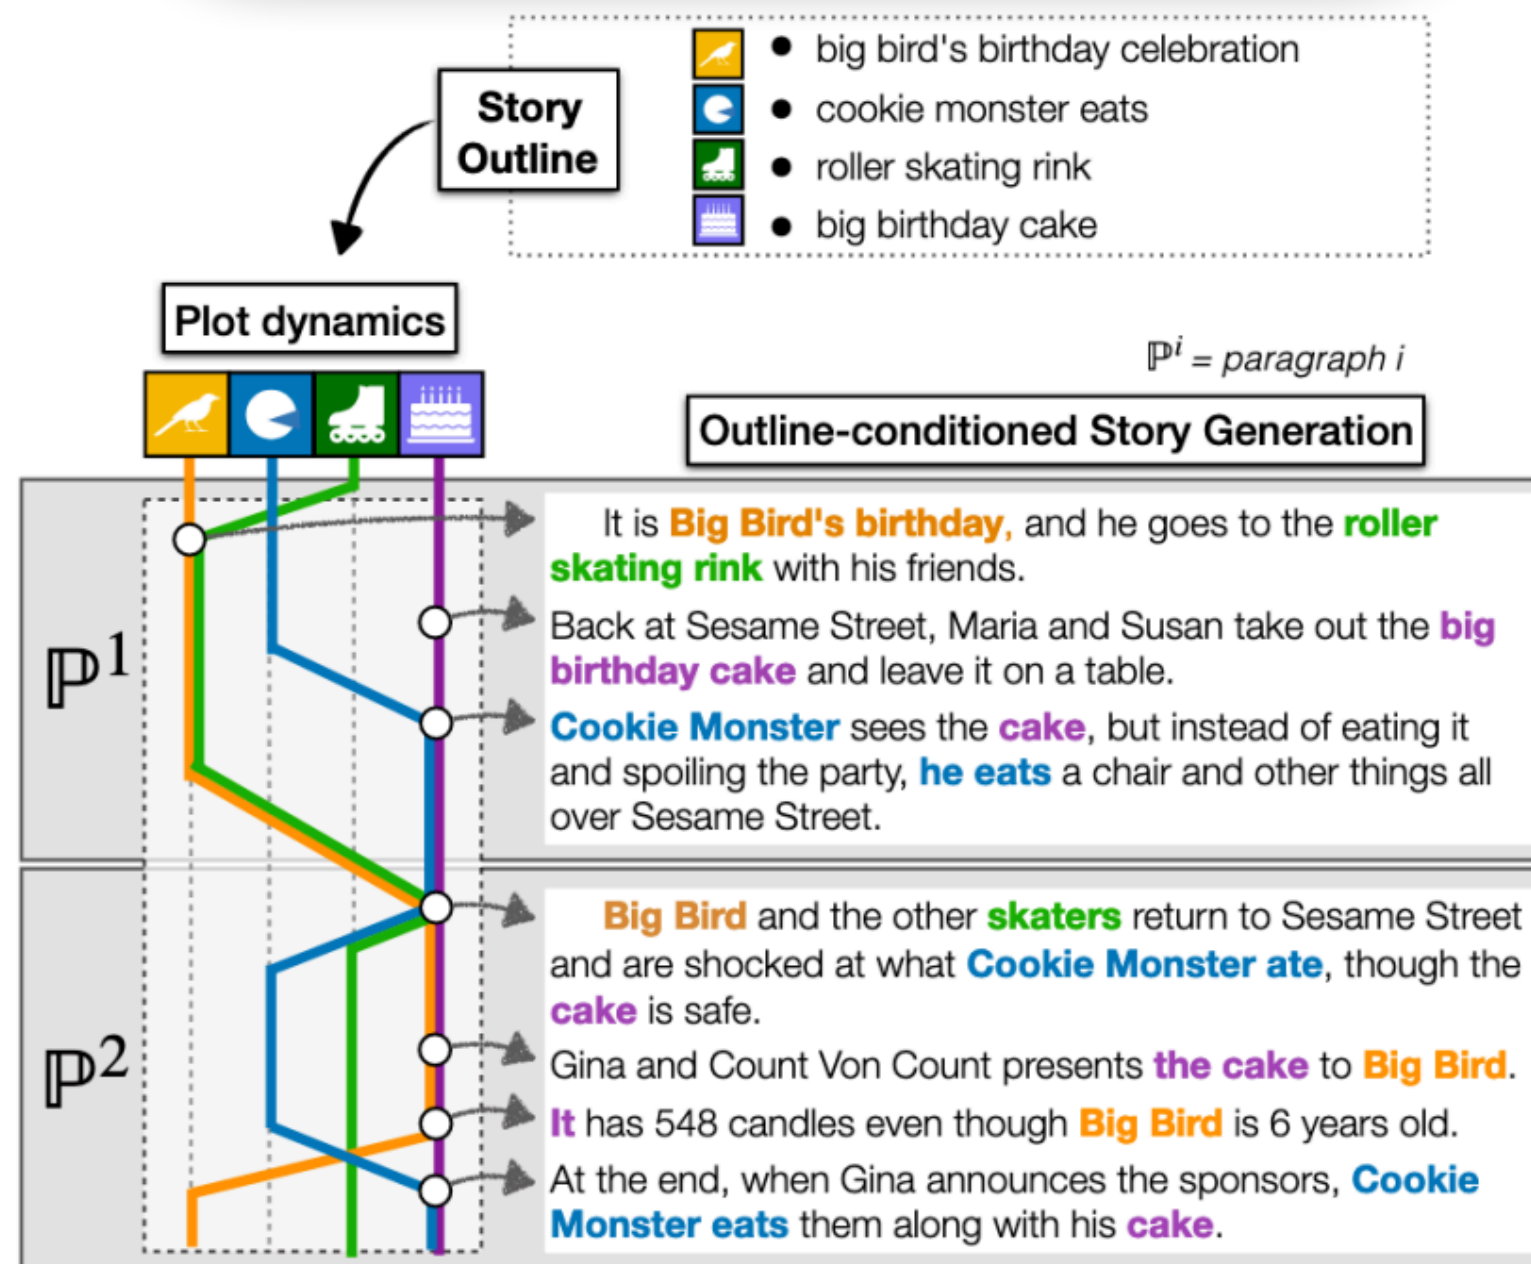 • big bird's birthday celebration
Story
Outline
• cookie monster eats
• roller skating rink
• big birthday cake
Plot dynamics
ℙⁱ = paragraph i
Outline-conditioned Story Generation
ℙ¹
It is Big Bird's birthday, and he goes to the roller
skating rink with his friends.
Back at Sesame Street, Maria and Susan take out the big
birthday cake and leave it on a table.
Cookie Monster sees the cake, but instead of eating it
and spoiling the party, he eats a chair and other things all
over Sesame Street.
ℙ²
Big Bird and the other skaters return to Sesame Street
and are shocked at what Cookie Monster ate, though the
cake is safe.
Gina and Count Von Count presents the cake to Big Bird.
It has 548 candles even though Big Bird is 6 years old.
At the end, when Gina announces the sponsors, Cookie
Monster eats them along with his cake.